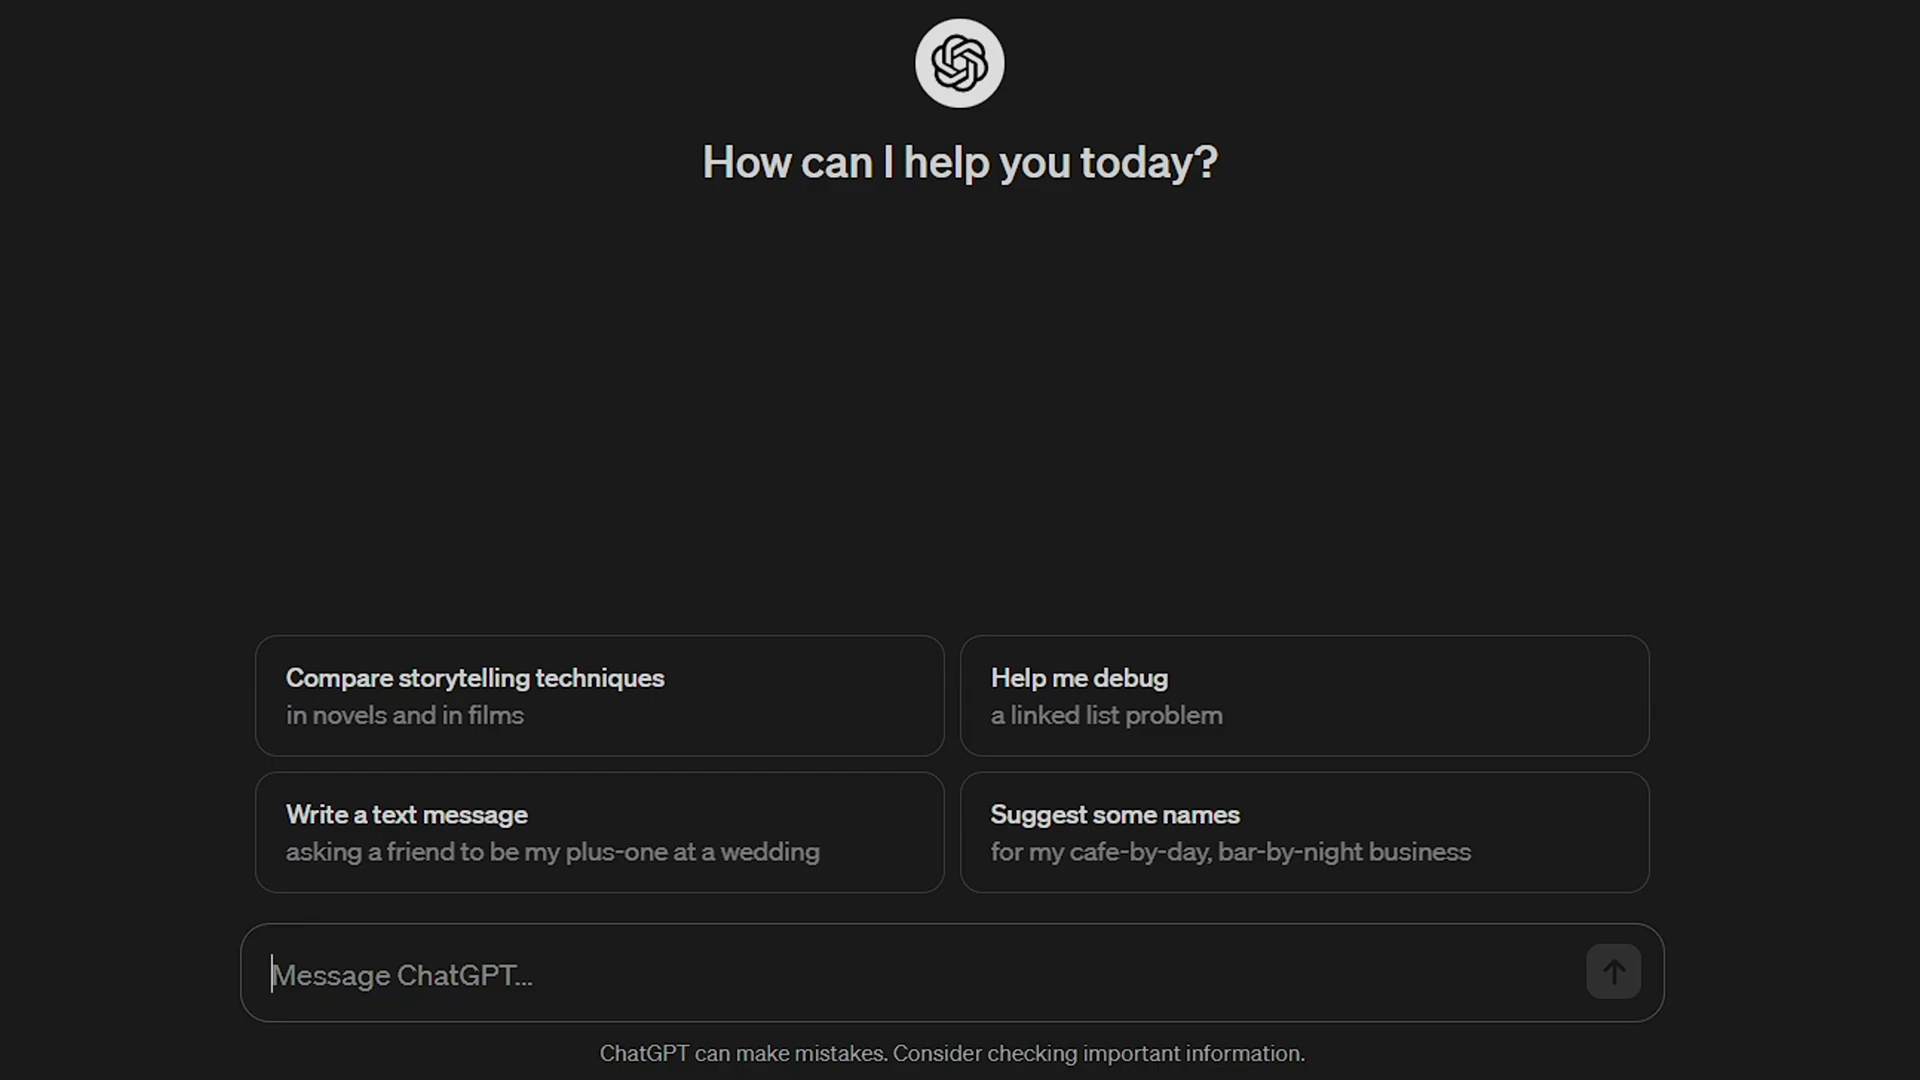 How can I help you today?
Compare storytelling techniques
in novels and in films
Help me debug
a linked list problem
Write a text message
asking a friend to be my plus-one at a wedding
Suggest some names
for my cafe-by-day, bar-by-night business
Message ChatGPT...
ChatGPT can make mistakes. Consider checking important information.